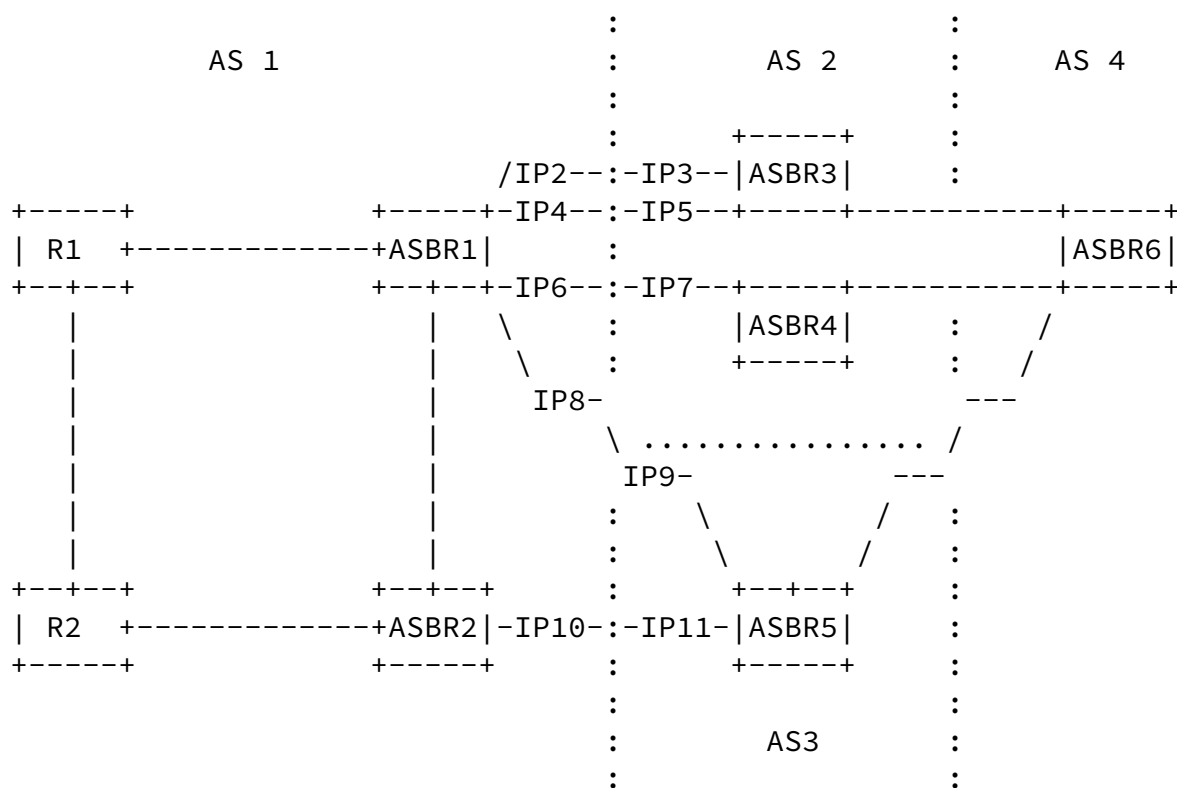 AS 1 : AS 2 : AS 4
/IP2--:-IP3--|ASBR3| :
+-----+ +-----+-IP4--:-IP5--+-----+-----------+-----+
| R1 +-------------+ASBR1| : |ASBR6|
+--+--+ +--+--+-IP6--:-IP7--+-----+-----------+-----+
| | \ : |ASBR4| : /
IP8-
IP9-
| R2 +-------------+ASBR2|-IP10-:-IP11-|ASBR5| :
AS3